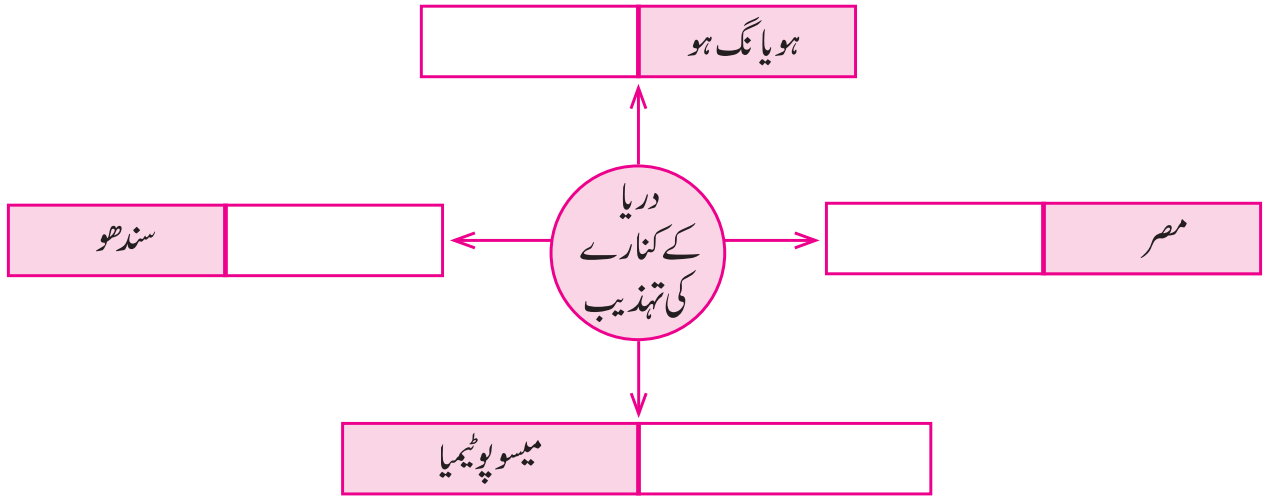 ہویانگ ہو
دریا
کے کنارے
کی تہذیب
مصر
سندھو
میسوپوٹیمیا